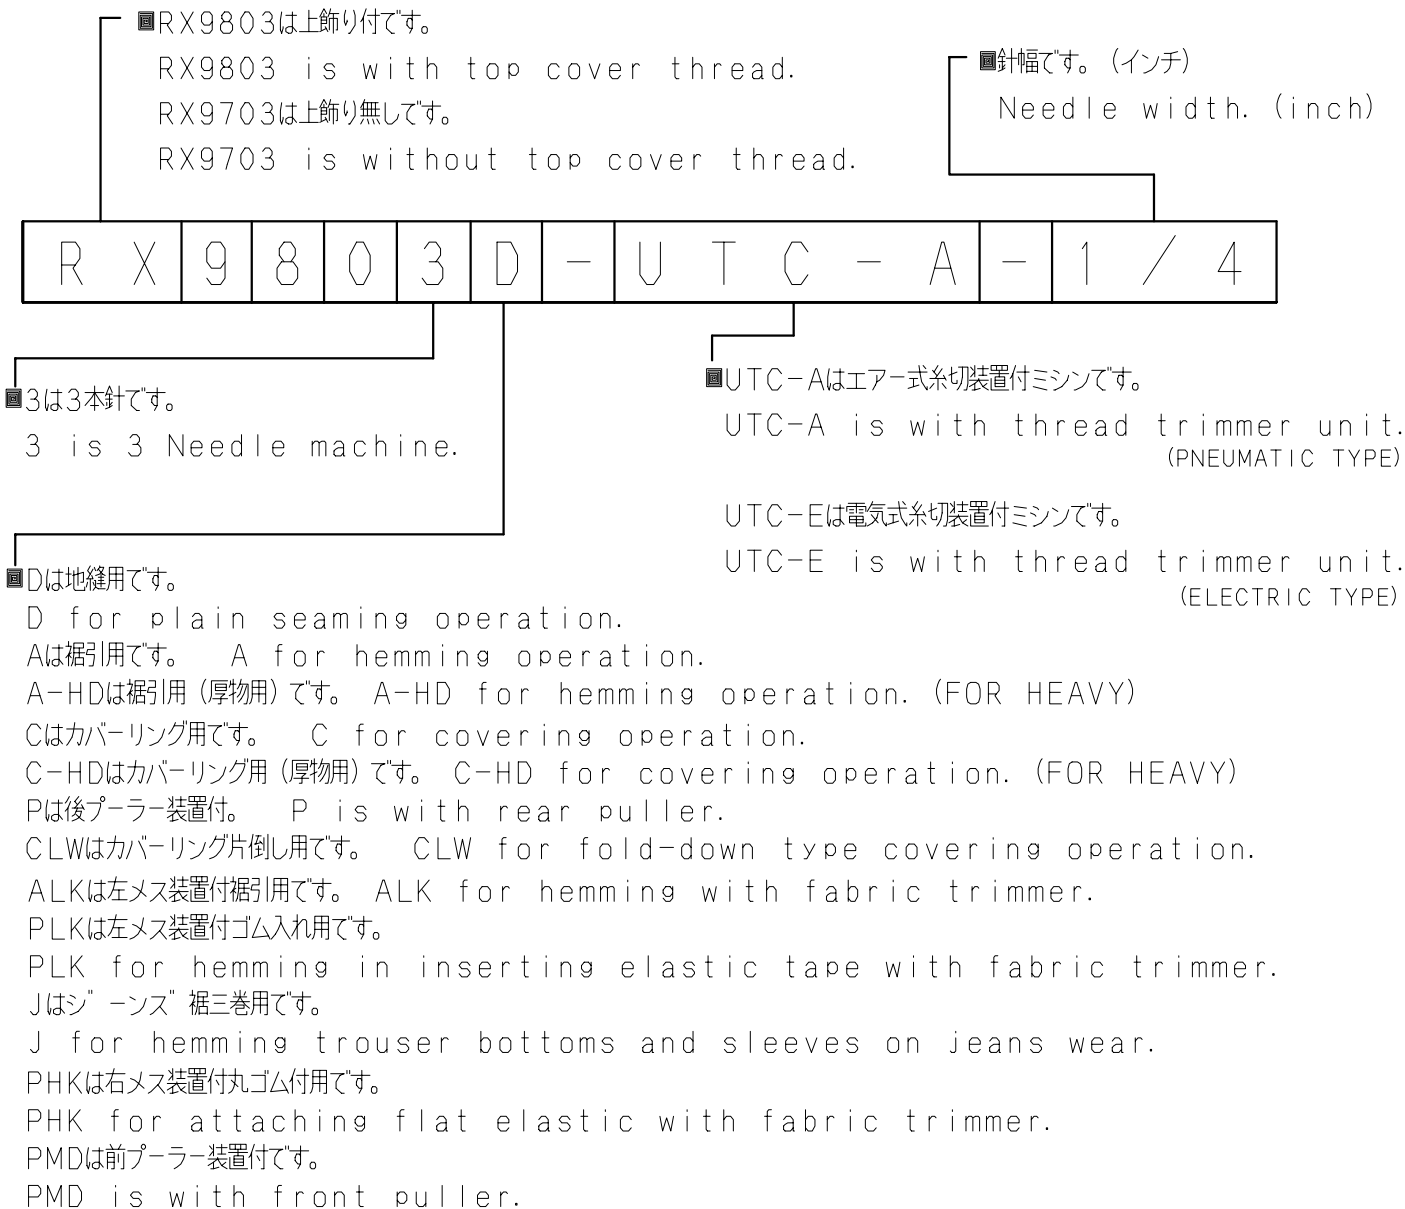 回RX9803は上飾り付です。
RX9803 is with top cover thread.
RX9703は上飾り無しです。
RX9703 is without top cover thread.
回針幅です。（インチ）
Needle width. (inch)
RX9803D-UTC-A-1/4
回3は3本針です。
3 is 3 Needle machine.
回UTC-Aはエアー式糸切装置付ミシンです。
UTC-A is with thread trimmer unit.
(PNEUMATIC TYPE)
UTC-Eは電気式糸切装置付ミシンです。
UTC-E is with thread trimmer unit.
(ELECTRIC TYPE)
回Dは地縫用です。
D for plain seaming operation.
Aは裾引用です。 A for hemming operation.
A-HDは裾引用（厚物用）です。 A-HD for hemming operation. (FOR HEAVY)
Cはカバーリング用です。 C for covering operation.
C-HDはカバーリング用（厚物用）です。 C-HD for covering operation. (FOR HEAVY)
Pは後プーラー装置付。 P is with rear puller.
CLWはカバーリング片倒し用です。 CLW for fold-down type covering operation.
ALKは左メス装置付裾引用です。 ALK for hemming with fabric trimmer.
PLKは左メス装置付ゴム入れ用です。
PLK for hemming in inserting elastic tape with fabric trimmer.
Jはジーンズ裾三巻用です。
J for hemming trouser bottoms and sleeves on jeans wear.
PHKは右メス装置付丸ゴム付用です。
PHK for attaching flat elastic with fabric trimmer.
PMDは前プーラー装置付です。
PMD is with front puller.